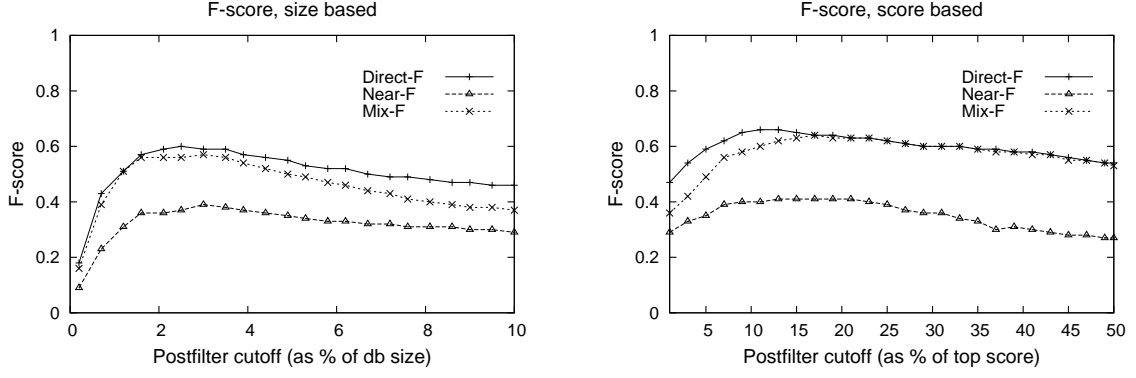 F-score, size based
1
0.8
0.6
0.4
0.2
0
F-score
Direct-F
Near-F
Mix-F
0 2 4 6 8 10
Postfilter cutoff (as % of db size)
F-score, score based
1
0.8
0.6
0.4
0.2
0
F-score
Direct-F
Near-F
Mix-F
5 10 15 20 25 30 35 40 45 50
Postfilter cutoff (as % of top score)